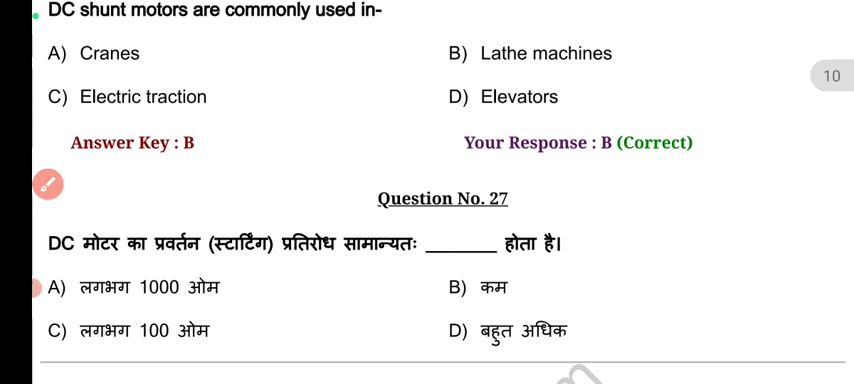 DC shunt motors are commonly used in-
A) Cranes
B) Lathe machines
10
C) Electric traction
D) Elevators
Answer Key : B
Your Response : B (Correct)
Question No. 27
DC मोटर का प्रवर्तन (स्टार्टिंग) प्रतिरोध सामान्यतः ________ होता है।
A) लगभग 1000 ओम
B) कम
C) लगभग 100 ओम
D) बहुत अधिक